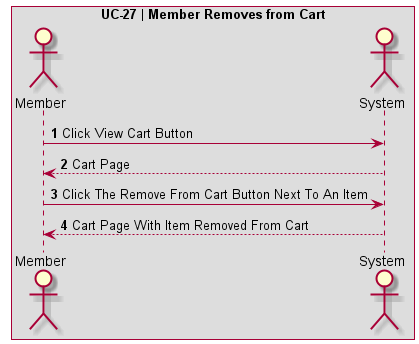 UC-27 | Member Removes from Cart
Member
System
1 Click View Cart Button
2 Cart Page
3 Click The Remove From Cart Button Next To An Item
4 Cart Page With Item Removed From Cart
Member
System